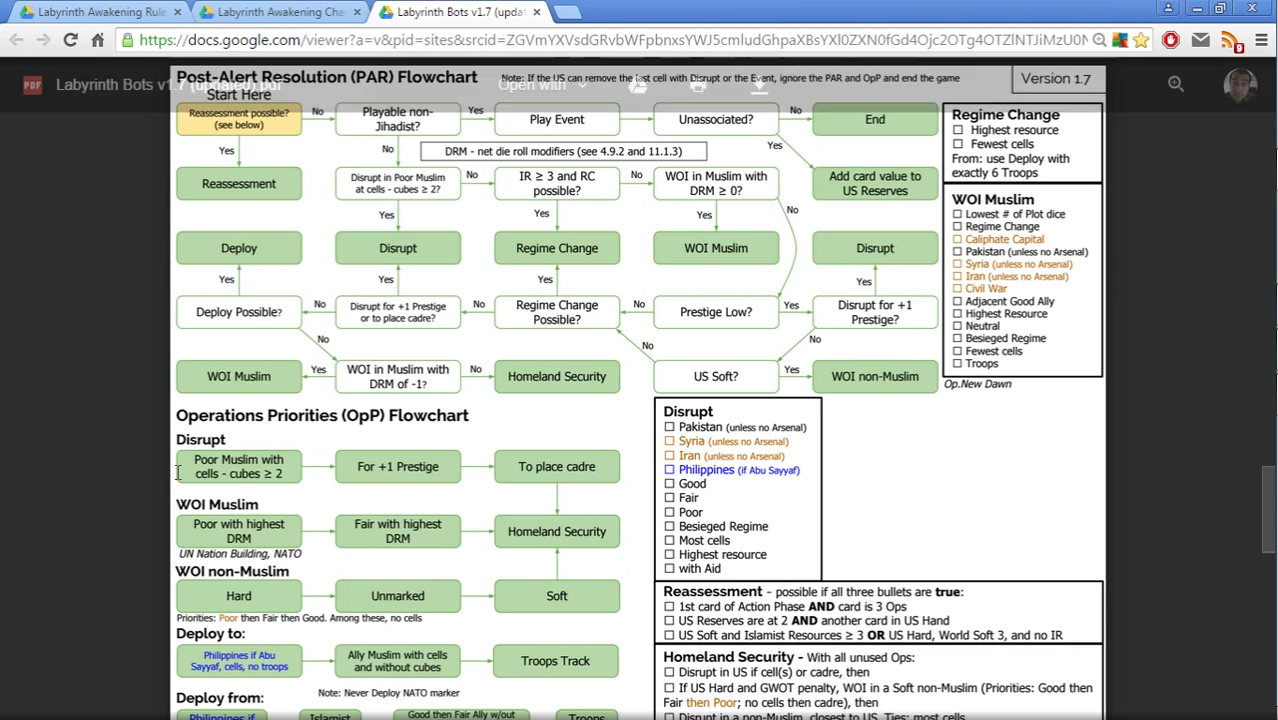 Labyrinth Awakening Rule
Labyrinth Awakening Cha
Labyrinth Bots v1.7 (updat
Labyrinth Bots v1.7 (updated).pdf
Open with
Post-Alert Resolution (PAR) Flowchart
Note: If the US can remove the last cell with Disrupt or the Event, ignore the PAR and OpP and end the game
Version 1.7
Start Here
Reassessment possible?
(see below)
No
Playable non-
Jihadist?
Yes
Play Event
Unassociated?
No
End
Yes
No
DRM - net die roll modifiers (see 4.9.2 and 11.1.3)
Yes
Reassessment
Disrupt in Poor Muslim
at cells - cubes ≥ 2?
No
IR ≥ 3 and RC
possible?
No
WOI in Muslim with
DRM ≥ 0?
Add card value to
US Reserves
Yes
Yes
Yes
No
Deploy
Disrupt
Regime Change
WOI Muslim
Disrupt
Yes
Yes
Yes
Yes
Deploy Possible?
No
Disrupt for +1 Prestige
or to place cadre?
No
Regime Change
Possible?
No
Prestige Low?
Yes
Disrupt for +1
Prestige?
No
No
No
WOI Muslim
Yes
WOI in Muslim with
DRM of -1?
No
Homeland Security
US Soft?
Yes
WOI non-Muslim
Regime Change
Highest resource
Fewest cells
From: use Deploy with
exactly 6 Troops
WOI Muslim
Lowest # of Plot dice
Regime Change
Caliphate Capital
Pakistan (unless no Arsenal)
Syria (unless no Arsenal)
Iran (unless no Arsenal)
Civil War
Adjacent Good Ally
Highest Resource
Neutral
Besieged Regime
Fewest cells
Troops
Op.New Dawn
Operations Priorities (OpP) Flowchart
Disrupt
Poor Muslim with
cells - cubes ≥ 2
For +1 Prestige
To place cadre
WOI Muslim
Poor with highest
DRM
Fair with highest
DRM
Homeland Security
UN Nation Building, NATO
WOI non-Muslim
Hard
Unmarked
Soft
Priorities: Poor then Fair then Good. Among these, no cells
Deploy to:
Philippines if Abu
Sayyaf, cells, no troops
Ally Muslim with cells
and without cubes
Troops Track
Note: Never Deploy NATO marker
Deploy from:
Philippines if
Islamist
Good then Fair Ally w/out
Troops
Disrupt
Pakistan (unless no Arsenal)
Syria (unless no Arsenal)
Iran (unless no Arsenal)
Philippines (if Abu Sayyaf)
Good
Fair
Poor
Besieged Regime
Most cells
Highest resource
with Aid
Reassessment - possible if all three bullets are true:
1st card of Action Phase AND card is 3 Ops
US Reserves are at 2 AND another card in US Hand
US Soft and Islamist Resources ≥ 3 OR US Hard, World Soft 3, and no IR
Homeland Security - With all unused Ops:
Disrupt in US if cell(s) or cadre, then
If US Hard and GWOT penalty, WOI in a Soft non-Muslim (Priorities: Good then
Fair then Poor; no cells then cadre), then
Disrupt in a non-Muslim, closest to US. Ties: most cells